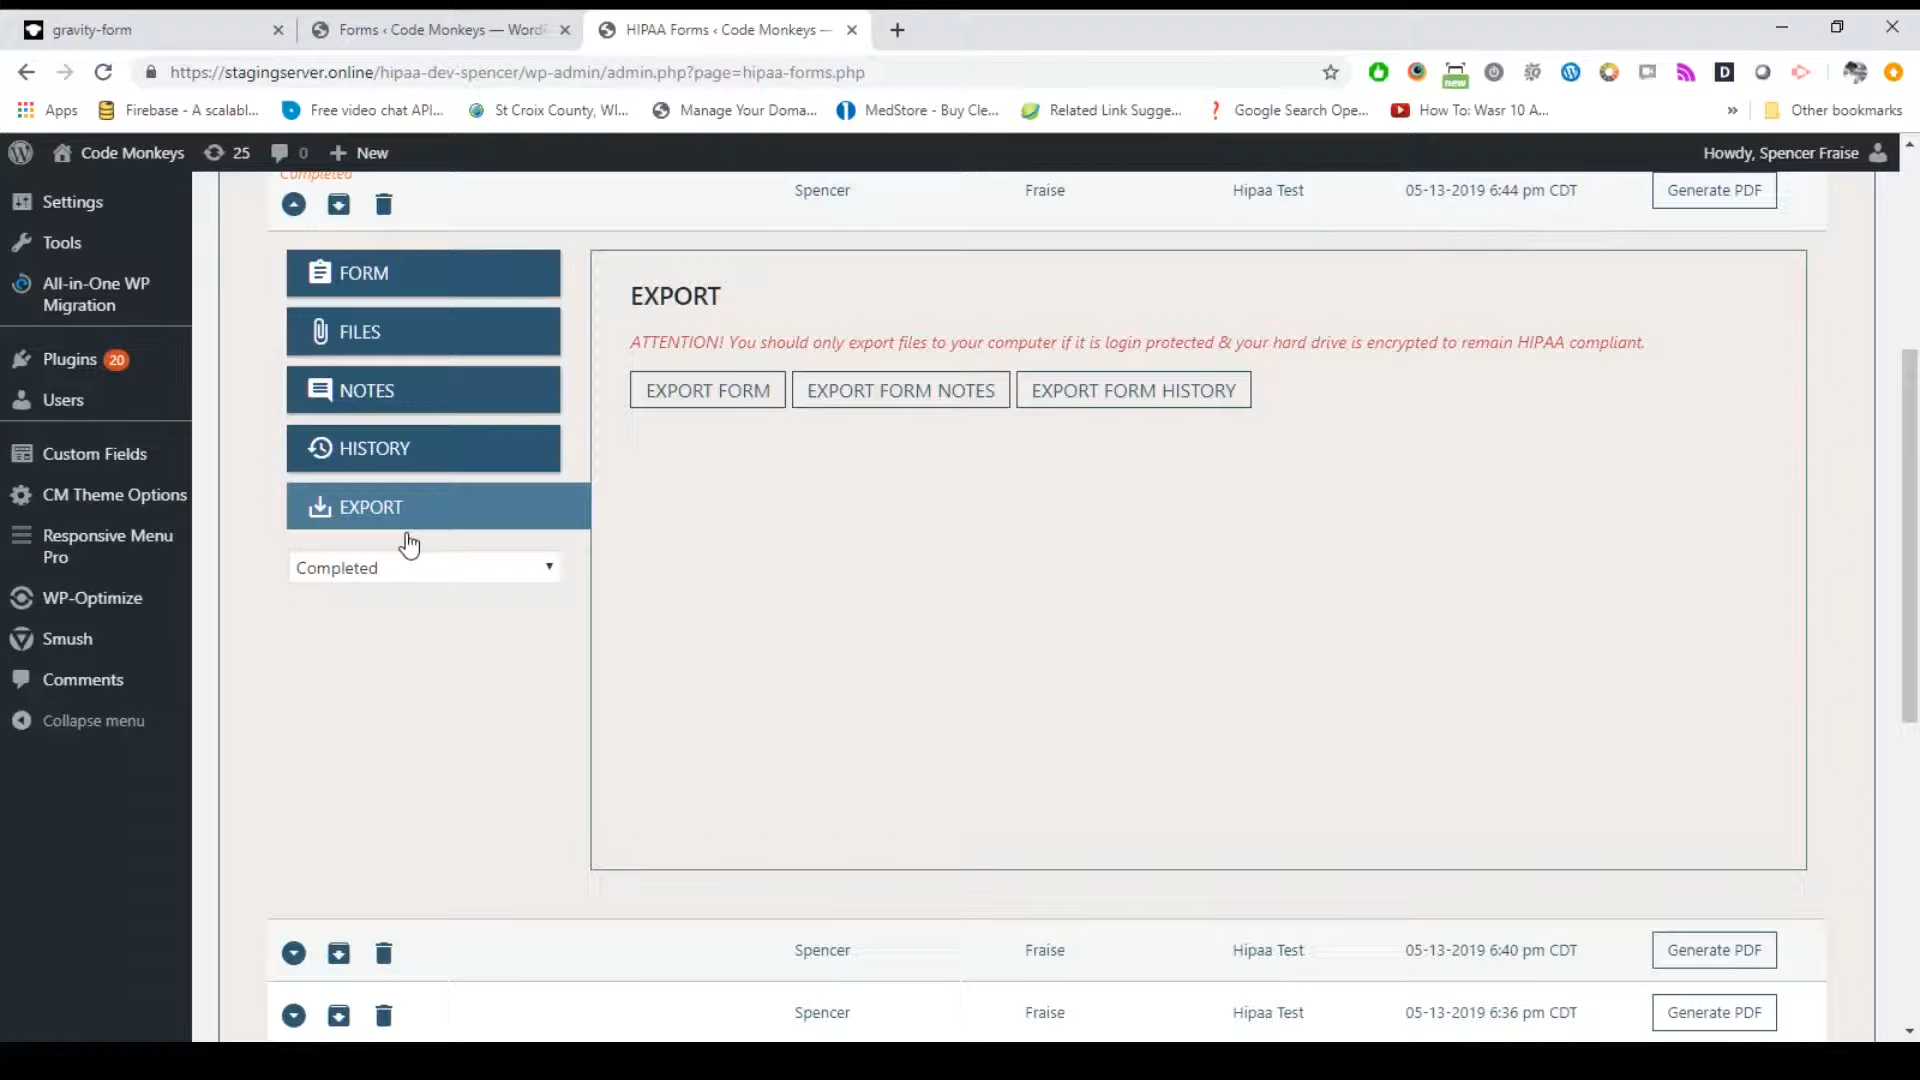 gravity-form
Forms ‹ Code Monkeys — Word
HIPAA Forms ‹ Code Monkeys —
https://stagingserver.online/hipaa-dev-spencer/wp-admin/admin.php?page=hipaa-forms.php
new
D
Apps
Firebase - A scalabl...
Free video chat API...
St Croix County, WI...
Manage Your Doma...
MedStore - Buy Cle...
Related Link Sugge...
Google Search Ope...
How To: Wasr 10 A...
»
Other bookmarks
Code Monkeys
25
0
New
Howdy, Spencer Fraise
Settings
Tools
All-in-One WP
Migration
Plugins 20
Users
Custom Fields
CM Theme Options
Responsive Menu
Pro
WP-Optimize
Smush
Comments
Collapse menu
Completed
Spencer Fraise Hipaa Test 05-13-2019 6:44 pm CDT Generate PDF
FORM
FILES
NOTES
HISTORY
EXPORT
Completed
EXPORT
ATTENTION! You should only export files to your computer if it is login protected & your hard drive is encrypted to remain HIPAA compliant.
EXPORT FORM EXPORT FORM NOTES EXPORT FORM HISTORY
Spencer Fraise Hipaa Test 05-13-2019 6:40 pm CDT Generate PDF
Spencer Fraise Hipaa Test 05-13-2019 6:36 pm CDT Generate PDF